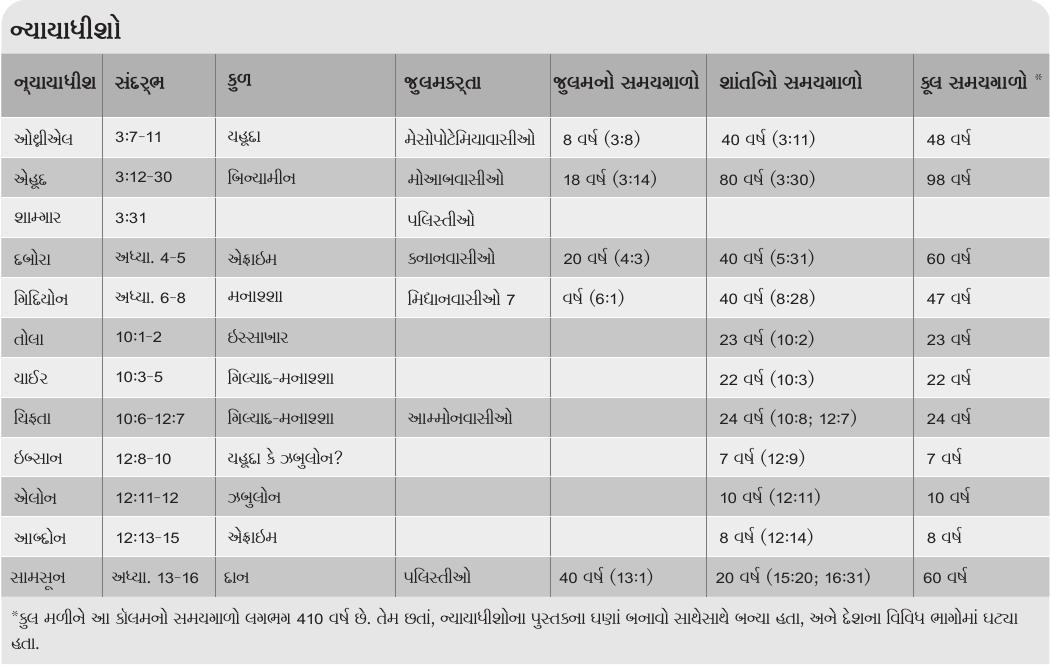 ન્યાયાધીશો
ન્યાયાધીશ સંદર્ભ કુળ જુલમકર્તા જુલમનો સમયગાળો શાંતિનો સમયગાળો કૂલ સમયગાળો *
ઓથ્નીએલ 3:7-11 યહૂદા મેસોપોટેમિયાવાસીઓ 8 વર્ષ (3:8) 40 વર્ષ (3:11) 48 વર્ષ
એહૂદ 3:12-30 બિન્યામીન મોઆબવાસીઓ 18 વર્ષ (3:14) 80 વર્ષ (3:30) 98 વર્ષ
શામ્ગાર 3:31 પલિસ્તીઓ
દબોરા અધ્યા. 4-5 એફ્રાઇમ કનાનવાસીઓ 20 વર્ષ (4:3) 40 વર્ષ (5:31) 60 વર્ષ
ગિદિયોન અધ્યા. 6-8 મનાશ્શા મિદ્યાનવાસીઓ 7 વર્ષ (6:1) 40 વર્ષ (8:28) 47 વર્ષ
તોલા 10:1-2 ઇસ્સાખાર 23 વર્ષ (10:2) 23 વર્ષ
યાઈર 10:3-5 ગિલ્યાદ-મનાશ્શા 22 વર્ષ (10:3) 22 વર્ષ
યિફતા 10:6-12:7 ગિલ્યાદ-મનાશ્શા આમ્મોનવાસીઓ 24 વર્ષ (10:8; 12:7) 24 વર્ષ
ઇબ્સાન 12:8-10 યહૂદા કે ઝબુલોન? 7 વર્ષ (12:9) 7 વર્ષ
એલોન 12:11-12 ઝબુલોન 10 વર્ષ (12:11) 10 વર્ષ
આબ્દોન 12:13-15 એફ્રાઇમ 8 વર્ષ (12:14) 8 વર્ષ
સામસૂન અધ્યા. 13-16 દાન પલિસ્તીઓ 40 વર્ષ (13:1) 20 વર્ષ (15:20; 16:31) 60 વર્ષ
*કુલ મળીને આ કોલમનો સમયગાળો લગભગ 410 વર્ષ છે. તેમ છતાં, ન્યાયાધીશોના પુસ્તકના ઘણાં બનાવો સાથેસાથે બન્યા હતા, અને દેશના વિવિધ ભાગોમાં ઘટ્યા
હતા.